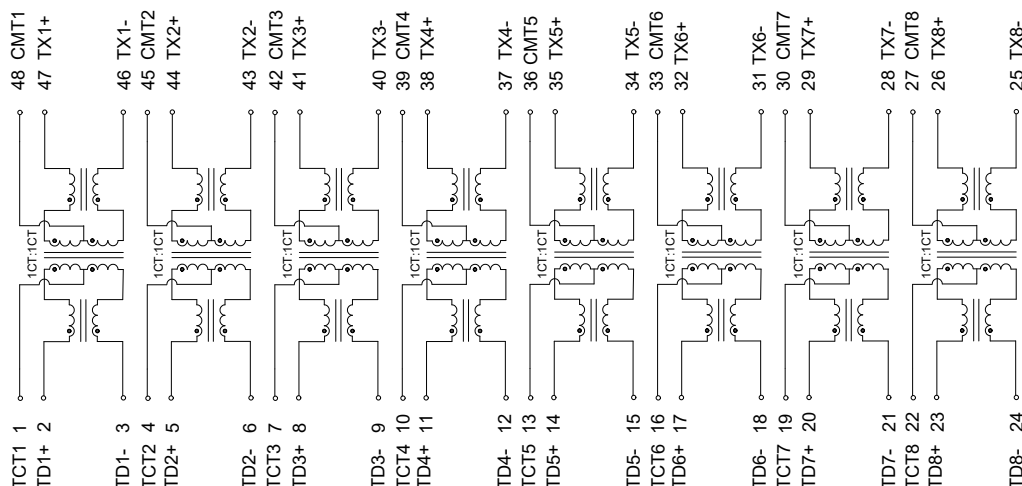 48 CMT1
47 TX1+
46 TX1-
45 CMT2
44 TX2+
43 TX2-
42 CMT3
41 TX3+
40 TX3-
39 CMT4
38 TX4+
37 TX4-
36 CMT5
35 TX5+
34 TX5-
33 CMT6
32 TX6+
31 TX6-
30 CMT7
29 TX7+
28 TX7-
27 CMT8
26 TX8+
25 TX8-
1CT:1CT
1CT:1CT
1CT:1CT
1CT:1CT
1CT:1CT
1CT:1CT
1CT:1CT
1CT:1CT
TCT1 1
TD1+ 2
TD1- 3
TCT2 4
TD2+ 5
TD2- 6
TCT3 7
TD3+ 8
TD3- 9
TCT4 10
TD4+ 11
TD4- 12
TCT5 13
TD5+ 14
TD5- 15
TCT6 16
TD6+ 17
TD6- 18
TCT7 19
TD7+ 20
TD7- 21
TCT8 22
TD8+ 23
TD8- 24